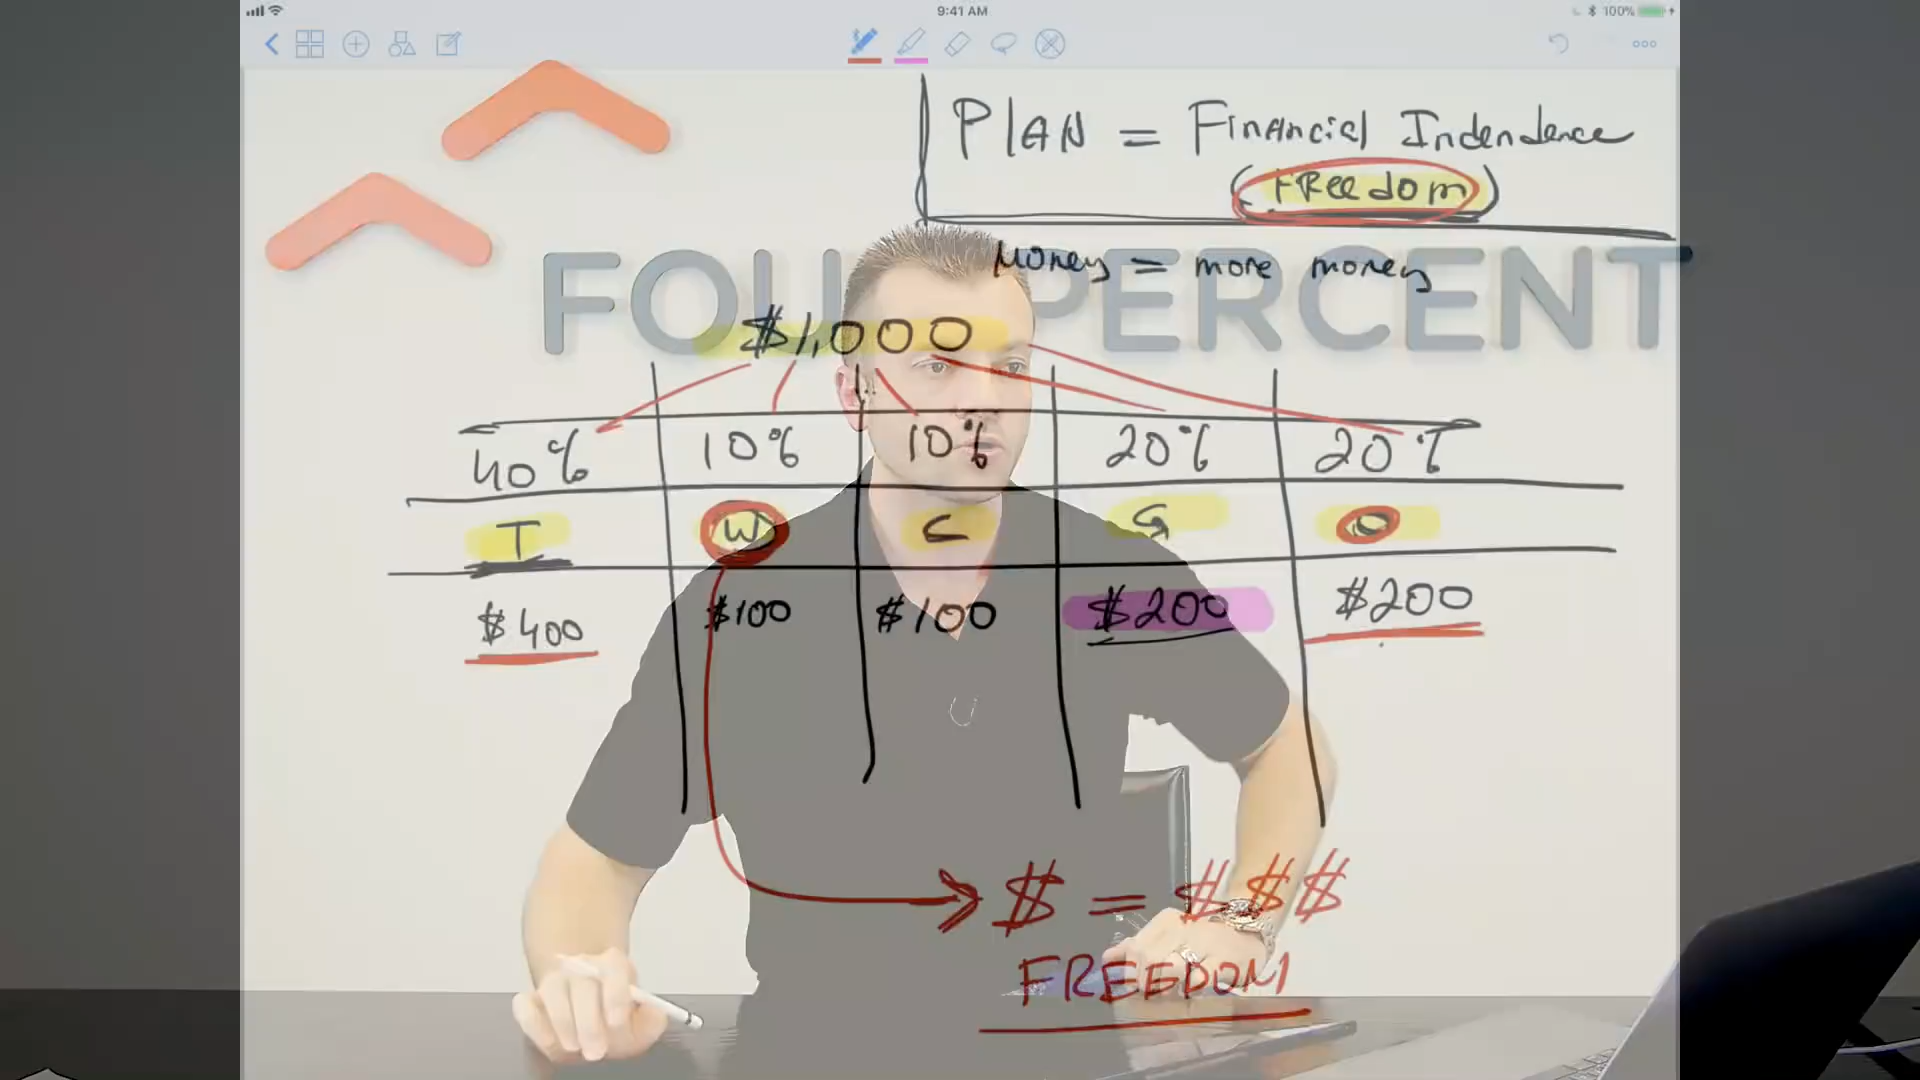 9:41 AM
100%
PlAN = Financial Indendence
(Freedom)
Money = more money
FOU PERCENT
$1,000
40% 10% 10% 20% 20%
T W C G O
$400 $100 $100 $200 $200
$ = $ $ $
FREEDOM